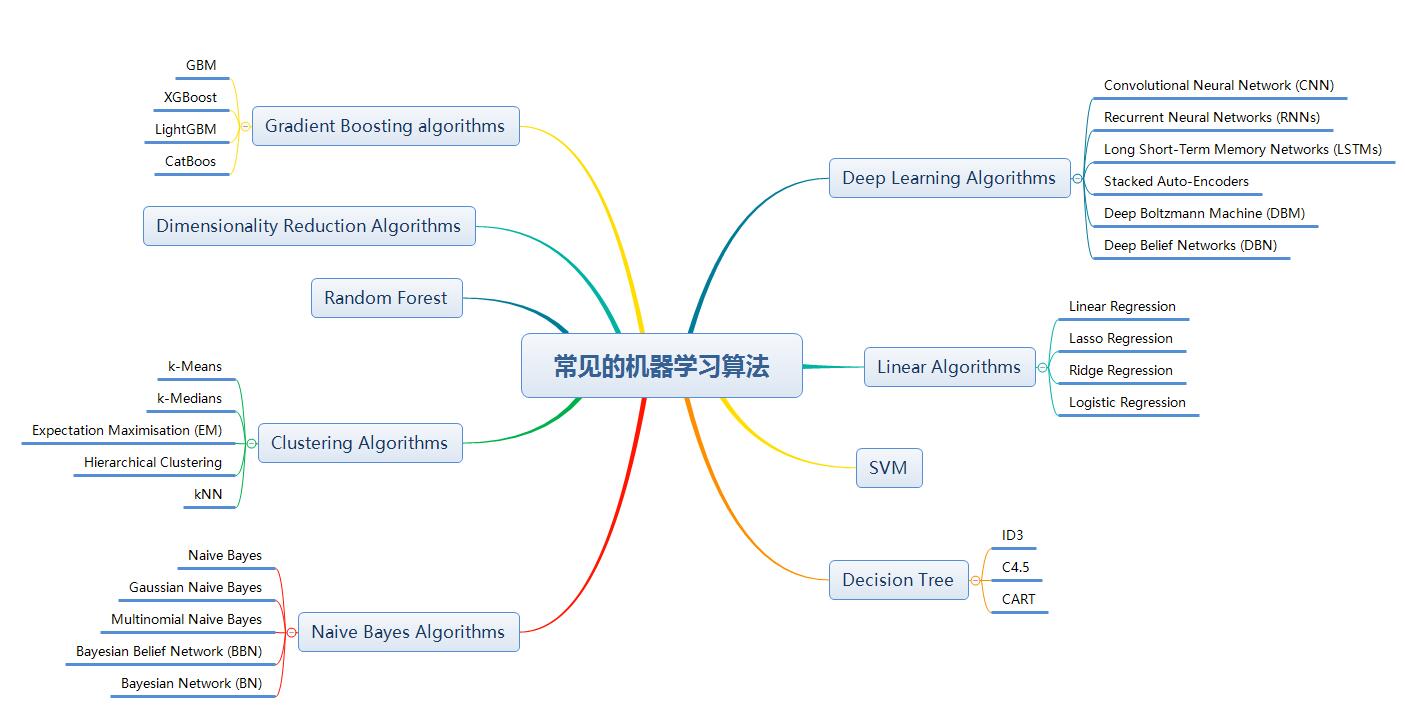 常见的机器学习算法
Deep Learning Algorithms
Convolutional Neural Network (CNN)
Recurrent Neural Networks (RNNs)
Long Short-Term Memory Networks (LSTMs)
Stacked Auto-Encoders
Deep Boltzmann Machine (DBM)
Deep Belief Networks (DBN)
Linear Algorithms
Linear Regression
Lasso Regression
Ridge Regression
Logistic Regression
SVM
Decision Tree
ID3
C4.5
CART
Gradient Boosting algorithms
GBM
XGBoost
LightGBM
CatBoos
Dimensionality Reduction Algorithms
Random Forest
Clustering Algorithms
k-Means
k-Medians
Expectation Maximisation (EM)
Hierarchical Clustering
kNN
Naive Bayes Algorithms
Naive Bayes
Gaussian Naive Bayes
Multinomial Naive Bayes
Bayesian Belief Network (BBN)
Bayesian Network (BN)